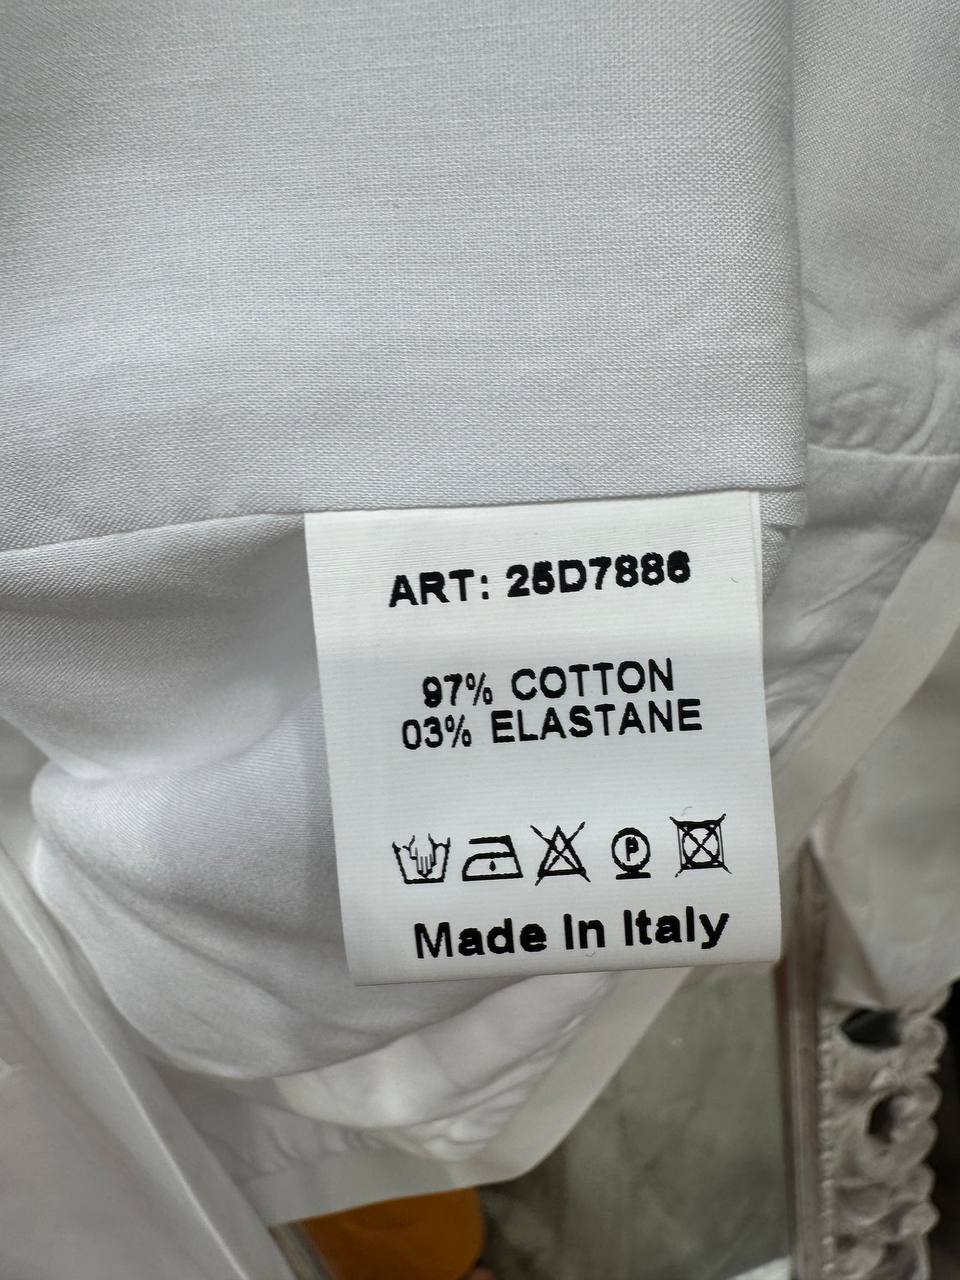 ART: 25D7886
97% COTTON
03% ELASTANE
P
Made In Italy